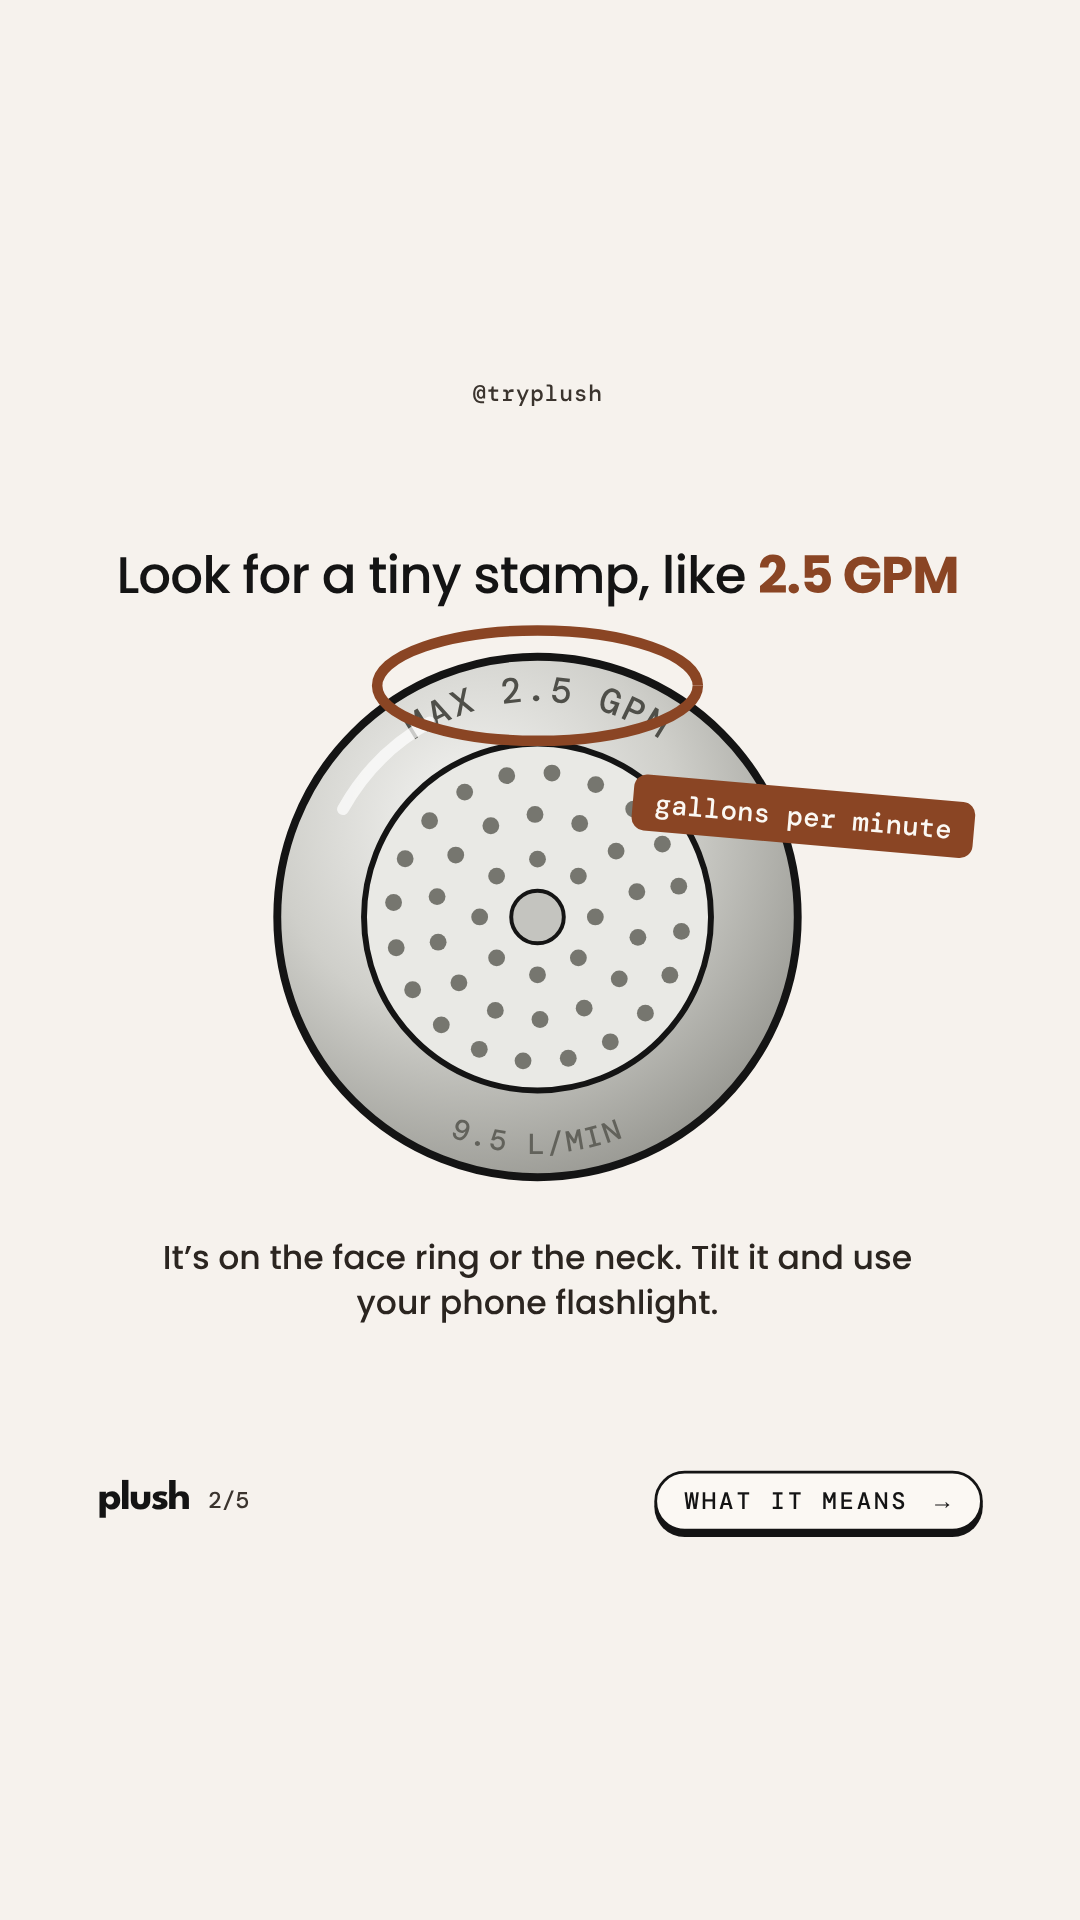 @tryplush
Look for a tiny stamp, like 2.5 GPM
MAX 2.5 GPM
gallons per minute
9.5 L/MIN
It’s on the face ring or the neck. Tilt it and use
your phone flashlight.
plush 2/5
WHAT IT MEANS →